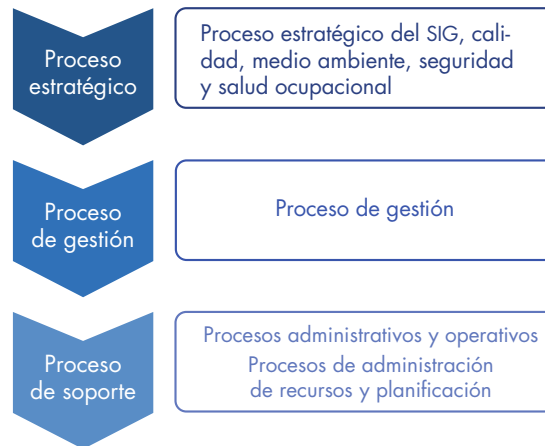 Proceso
estratégico
Proceso estratégico del SIG, cali-
dad, medio ambiente, seguridad
y salud ocupacional
Proceso
de gestión
Proceso de gestión
Proceso
de soporte
Procesos administrativos y operativos
Procesos de administración
de recursos y planificación